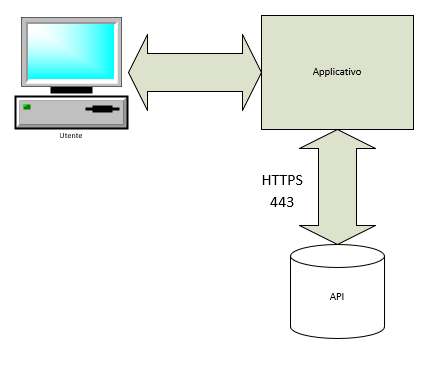 Utente
Applicativo
HTTPS
443
API